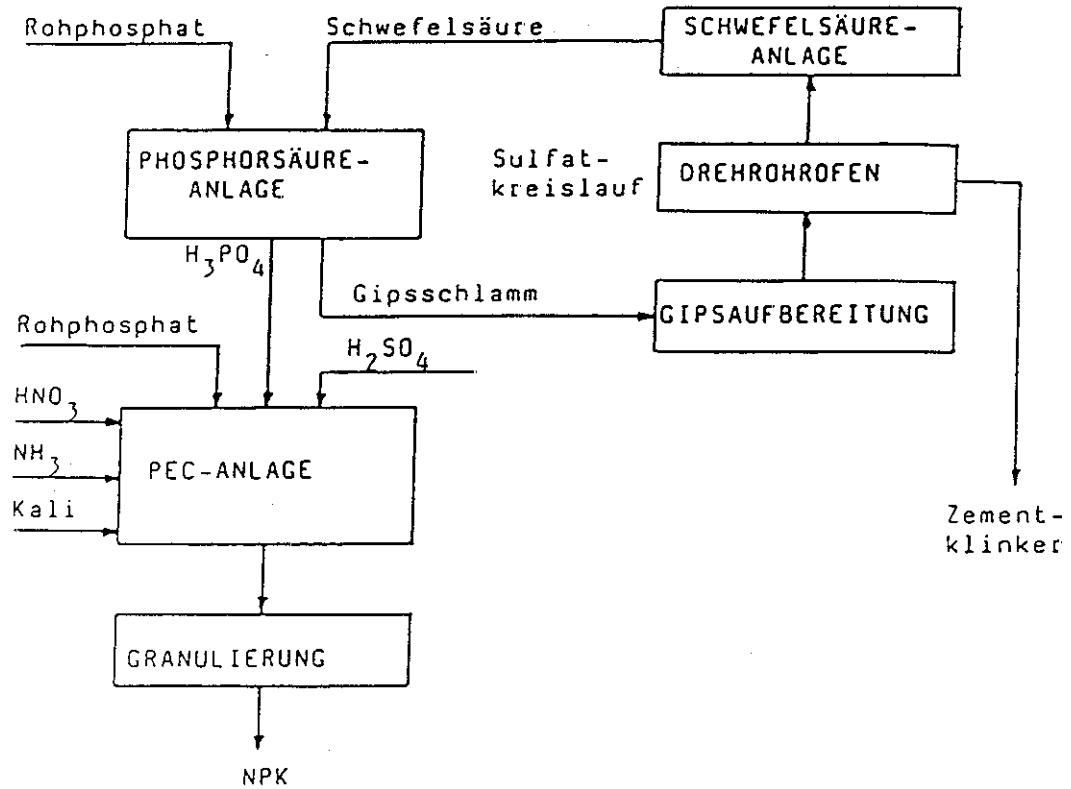 Rohphosphat
Schwefelsäure
SCHWEFELSÄURE-
ANLAGE
PHOSPHORSÄURE-
ANLAGE
Sulfat-
kreislauf
DREHROHROFEN
H₃PO₄
Gipsschlamm
GIPSAUFBEREITUNG
Rohphosphat
H₂SO₄
HNO₃
NH₃
Kali
PEC-ANLAGE
Zement-
klinker
GRANULIERUNG
NPK